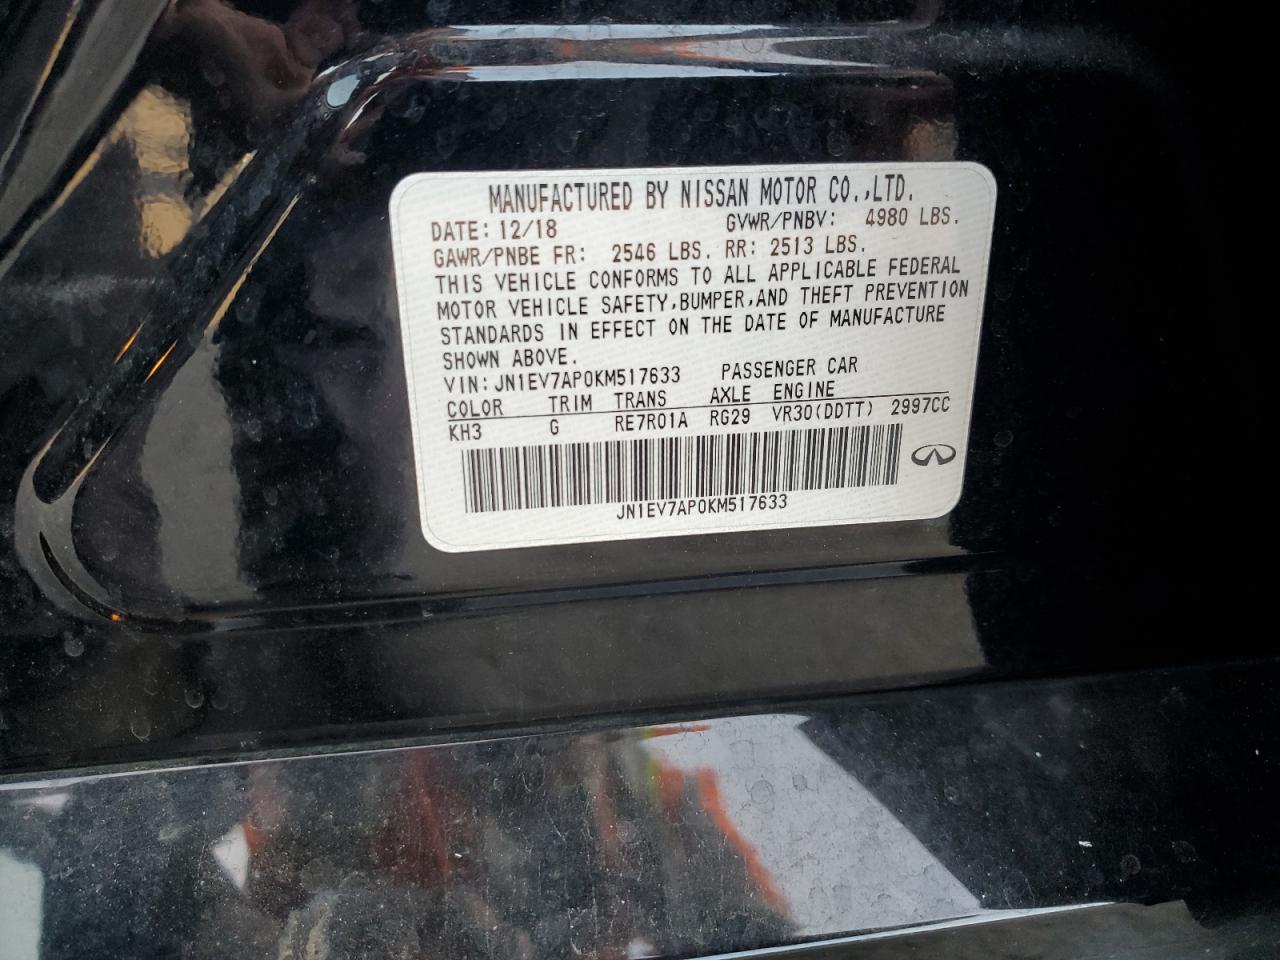 MANUFACTURED BY NISSAN MOTOR CO.,LTD.
DATE: 12/18 GVWR/PNBV: 4980 LBS.
GAWR/PNBE FR: 2546 LBS. RR: 2513 LBS.
THIS VEHICLE CONFORMS TO ALL APPLICABLE FEDERAL
MOTOR VEHICLE SAFETY,BUMPER,AND THEFT PREVENTION
STANDARDS IN EFFECT ON THE DATE OF MANUFACTURE
SHOWN ABOVE.
VIN:JN1EV7AP0KM517633 PASSENGER CAR
COLOR TRIM TRANS AXLE ENGINE
KH3 G RE7R01A RG29 VR30(DDTT) 2997CC
JN1EV7AP0KM517633